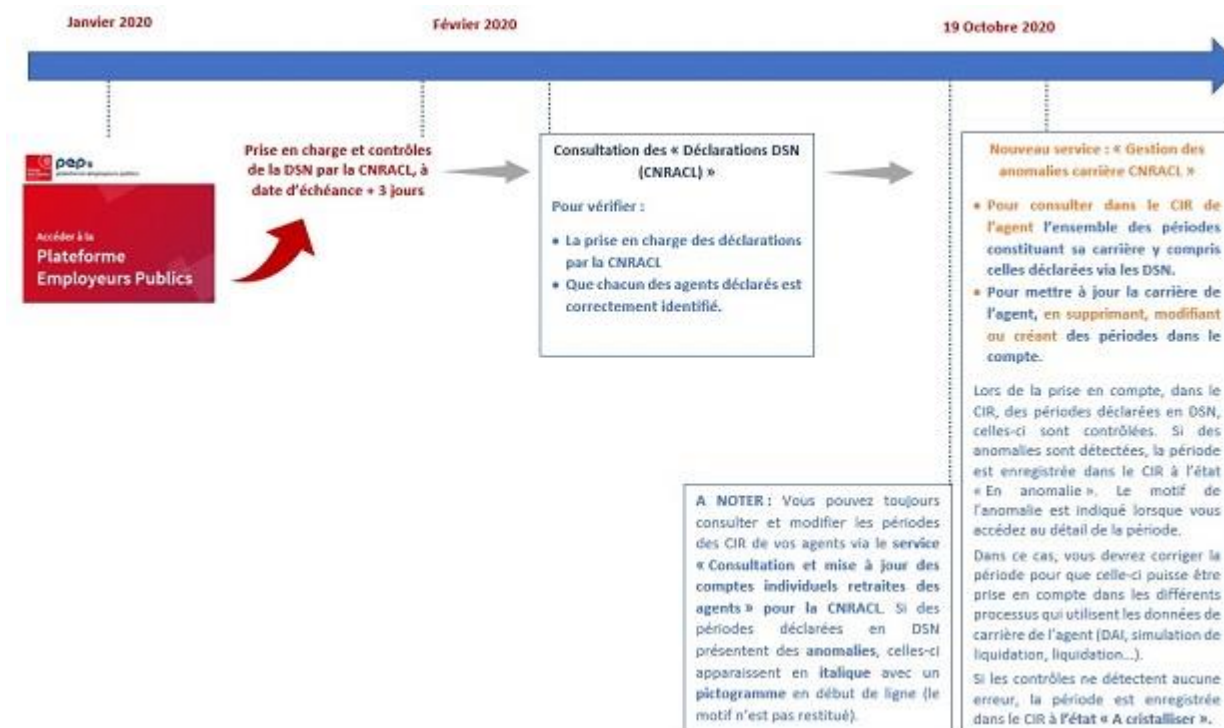 Janvier 2020
Février 2020
19 Octobre 2020
pep's
plateforme employeurs publics
Accéder à la
Plateforme
Employeurs Publics
Prise en charge et contrôles
de la DSN par la CNRACL, à
date d'échéance + 3 jours
Consultation des « Déclarations DSN
(CNRACL) »
Pour vérifier :
• La prise en charge des déclarations
par la CNRACL
• Que chacun des agents déclarés est
correctement identifié.
A NOTER : Vous pouvez toujours
consulter et modifier les périodes
des CIR de vos agents via le service
« Consultation et mise à jour des
comptes individuels retraites des
agents » pour la CNRACL. Si des
périodes déclarées en DSN
présentent des anomalies, celles-ci
apparaissent en italique avec un
pictogramme en début de ligne (le
motif n'est pas restitué).
Nouveau service : « Gestion des
anomalies carrière CNRACL »
• Pour consulter dans le CIR de
l'agent l'ensemble des périodes
constituant sa carrière y compris
celles déclarées via les DSN.
• Pour mettre à jour la carrière de
l'agent, en supprimant, modifiant
ou créant des périodes dans le
compte.
Lors de la prise en compte, dans le
CIR, des périodes déclarées en DSN,
celles-ci sont contrôlées. Si des
anomalies sont détectées, la période
est enregistrée dans le CIR à l'état
« En anomalie ». Le motif de
l'anomalie est indiqué lorsque vous
accédez au détail de la période.
Dans ce cas, vous devrez corriger la
période pour que celle-ci puisse être
prise en compte dans les différents
processus qui utilisent les données de
carrière de l'agent (DAI, simulation de
liquidation, liquidation...).
Si les contrôles ne détectent aucune
erreur, la période est enregistrée
dans le CIR à l'état « A cristalliser ».